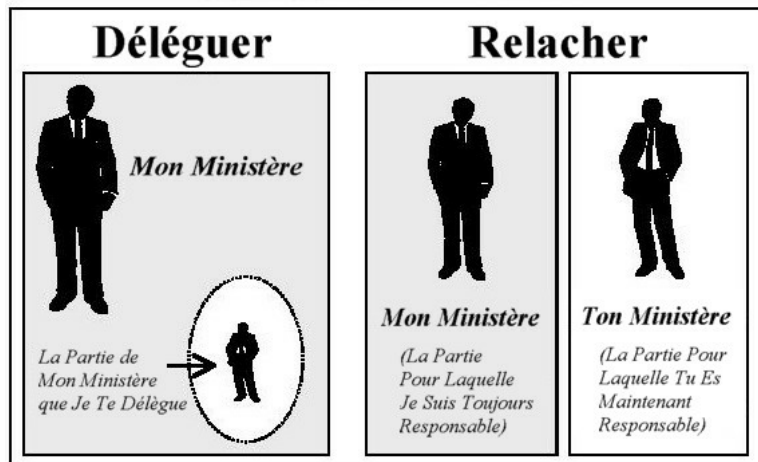 Déléguer
Mon Ministère
La Partie de
Mon Ministère
que Je Te Délègue
Relacher
Mon Ministère
(La Partie
Pour Laquelle
Je Suis Toujours
Responsable)
Ton Ministère
(La Partie Pour
Laquelle Tu Es
Maintenant
Responsable)